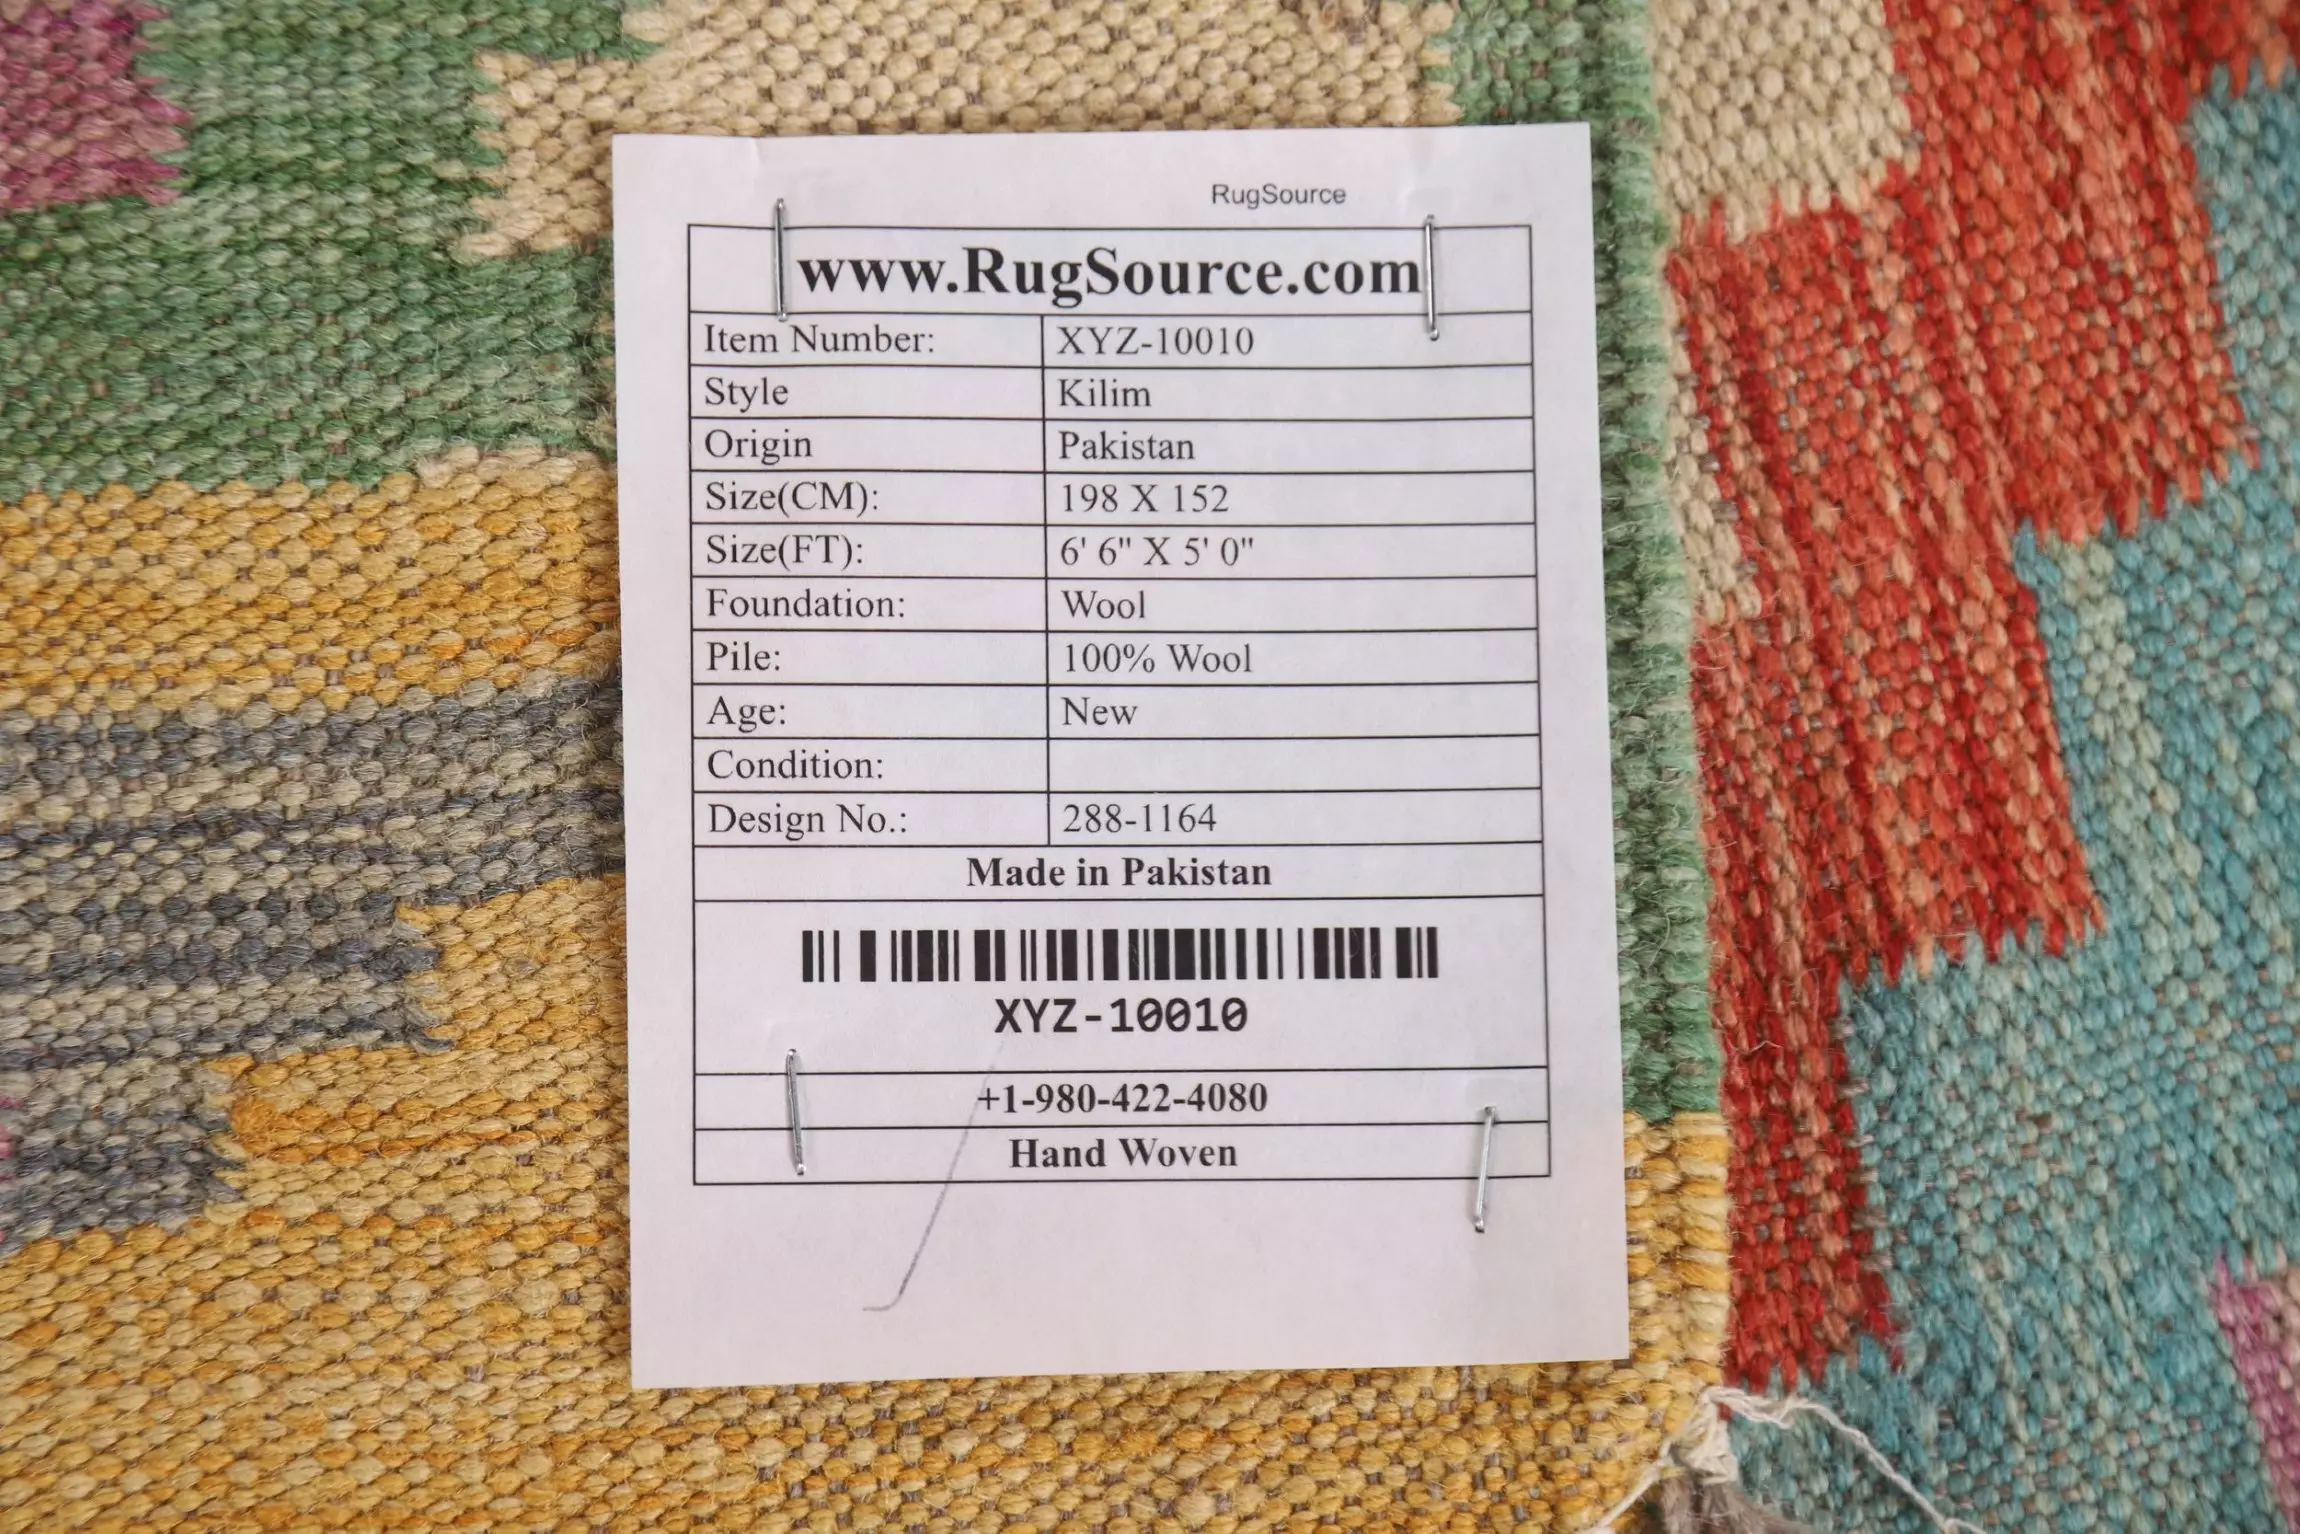 RugSource
www.RugSource.com
Item Number: XYZ-10010
Style Kilim
Origin Pakistan
Size(CM): 198 X 152
Size(FT): 6' 6" X 5' 0"
Foundation: Wool
Pile: 100% Wool
Age: New
Condition:
Design No.: 288-1164
Made in Pakistan
XYZ-10010
+1-980-422-4080
Hand Woven